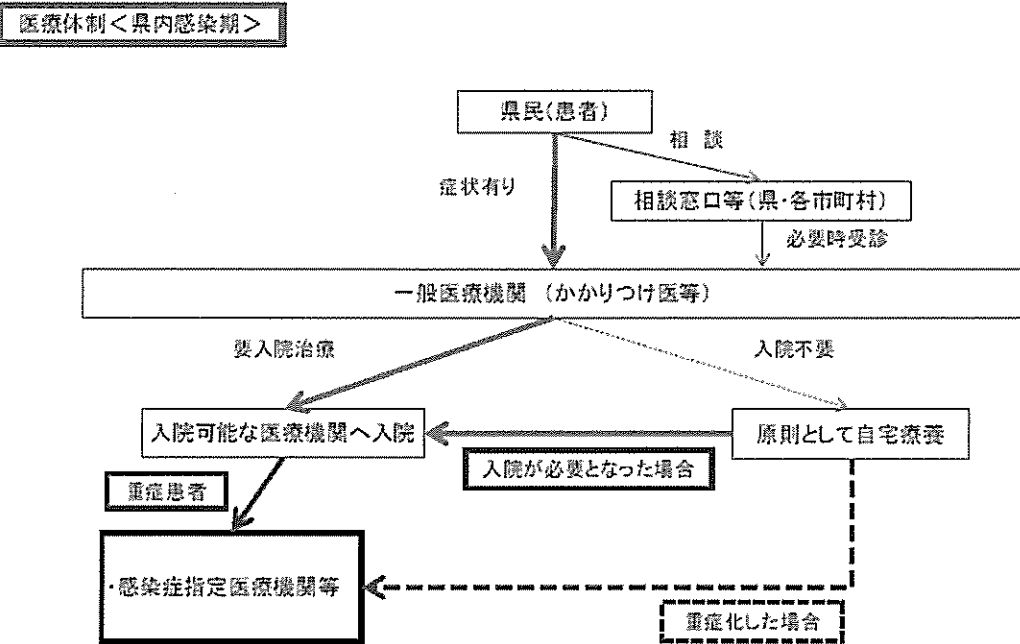 医療体制＜県内感染期＞
県民(患者)
相 談
症状有り
相談窓口等(県・各市町村)
必要時受診
一般医療機関 (かかりつけ医等)
要入院治療
入院不要
入院可能な医療機関へ入院
原則として自宅療養
入院が必要となった場合
重症患者
・感染症指定医療機関等
重症化した場合